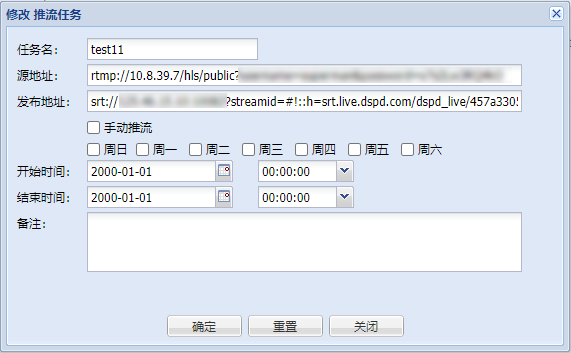 修改 推流任务
任务名： test11
源地址： rtmp://10.8.39.7/hls/public?
发布地址： srt:// ?streamid=#!::h=srt.live.dspd.com/dspd_live/457a3305
手动推流
周日 周一 周二 周三 周四 周五 周六
开始时间： 2000-01-01 00:00:00
结束时间： 2000-01-01 00:00:00
备注：
确定 重置 关闭